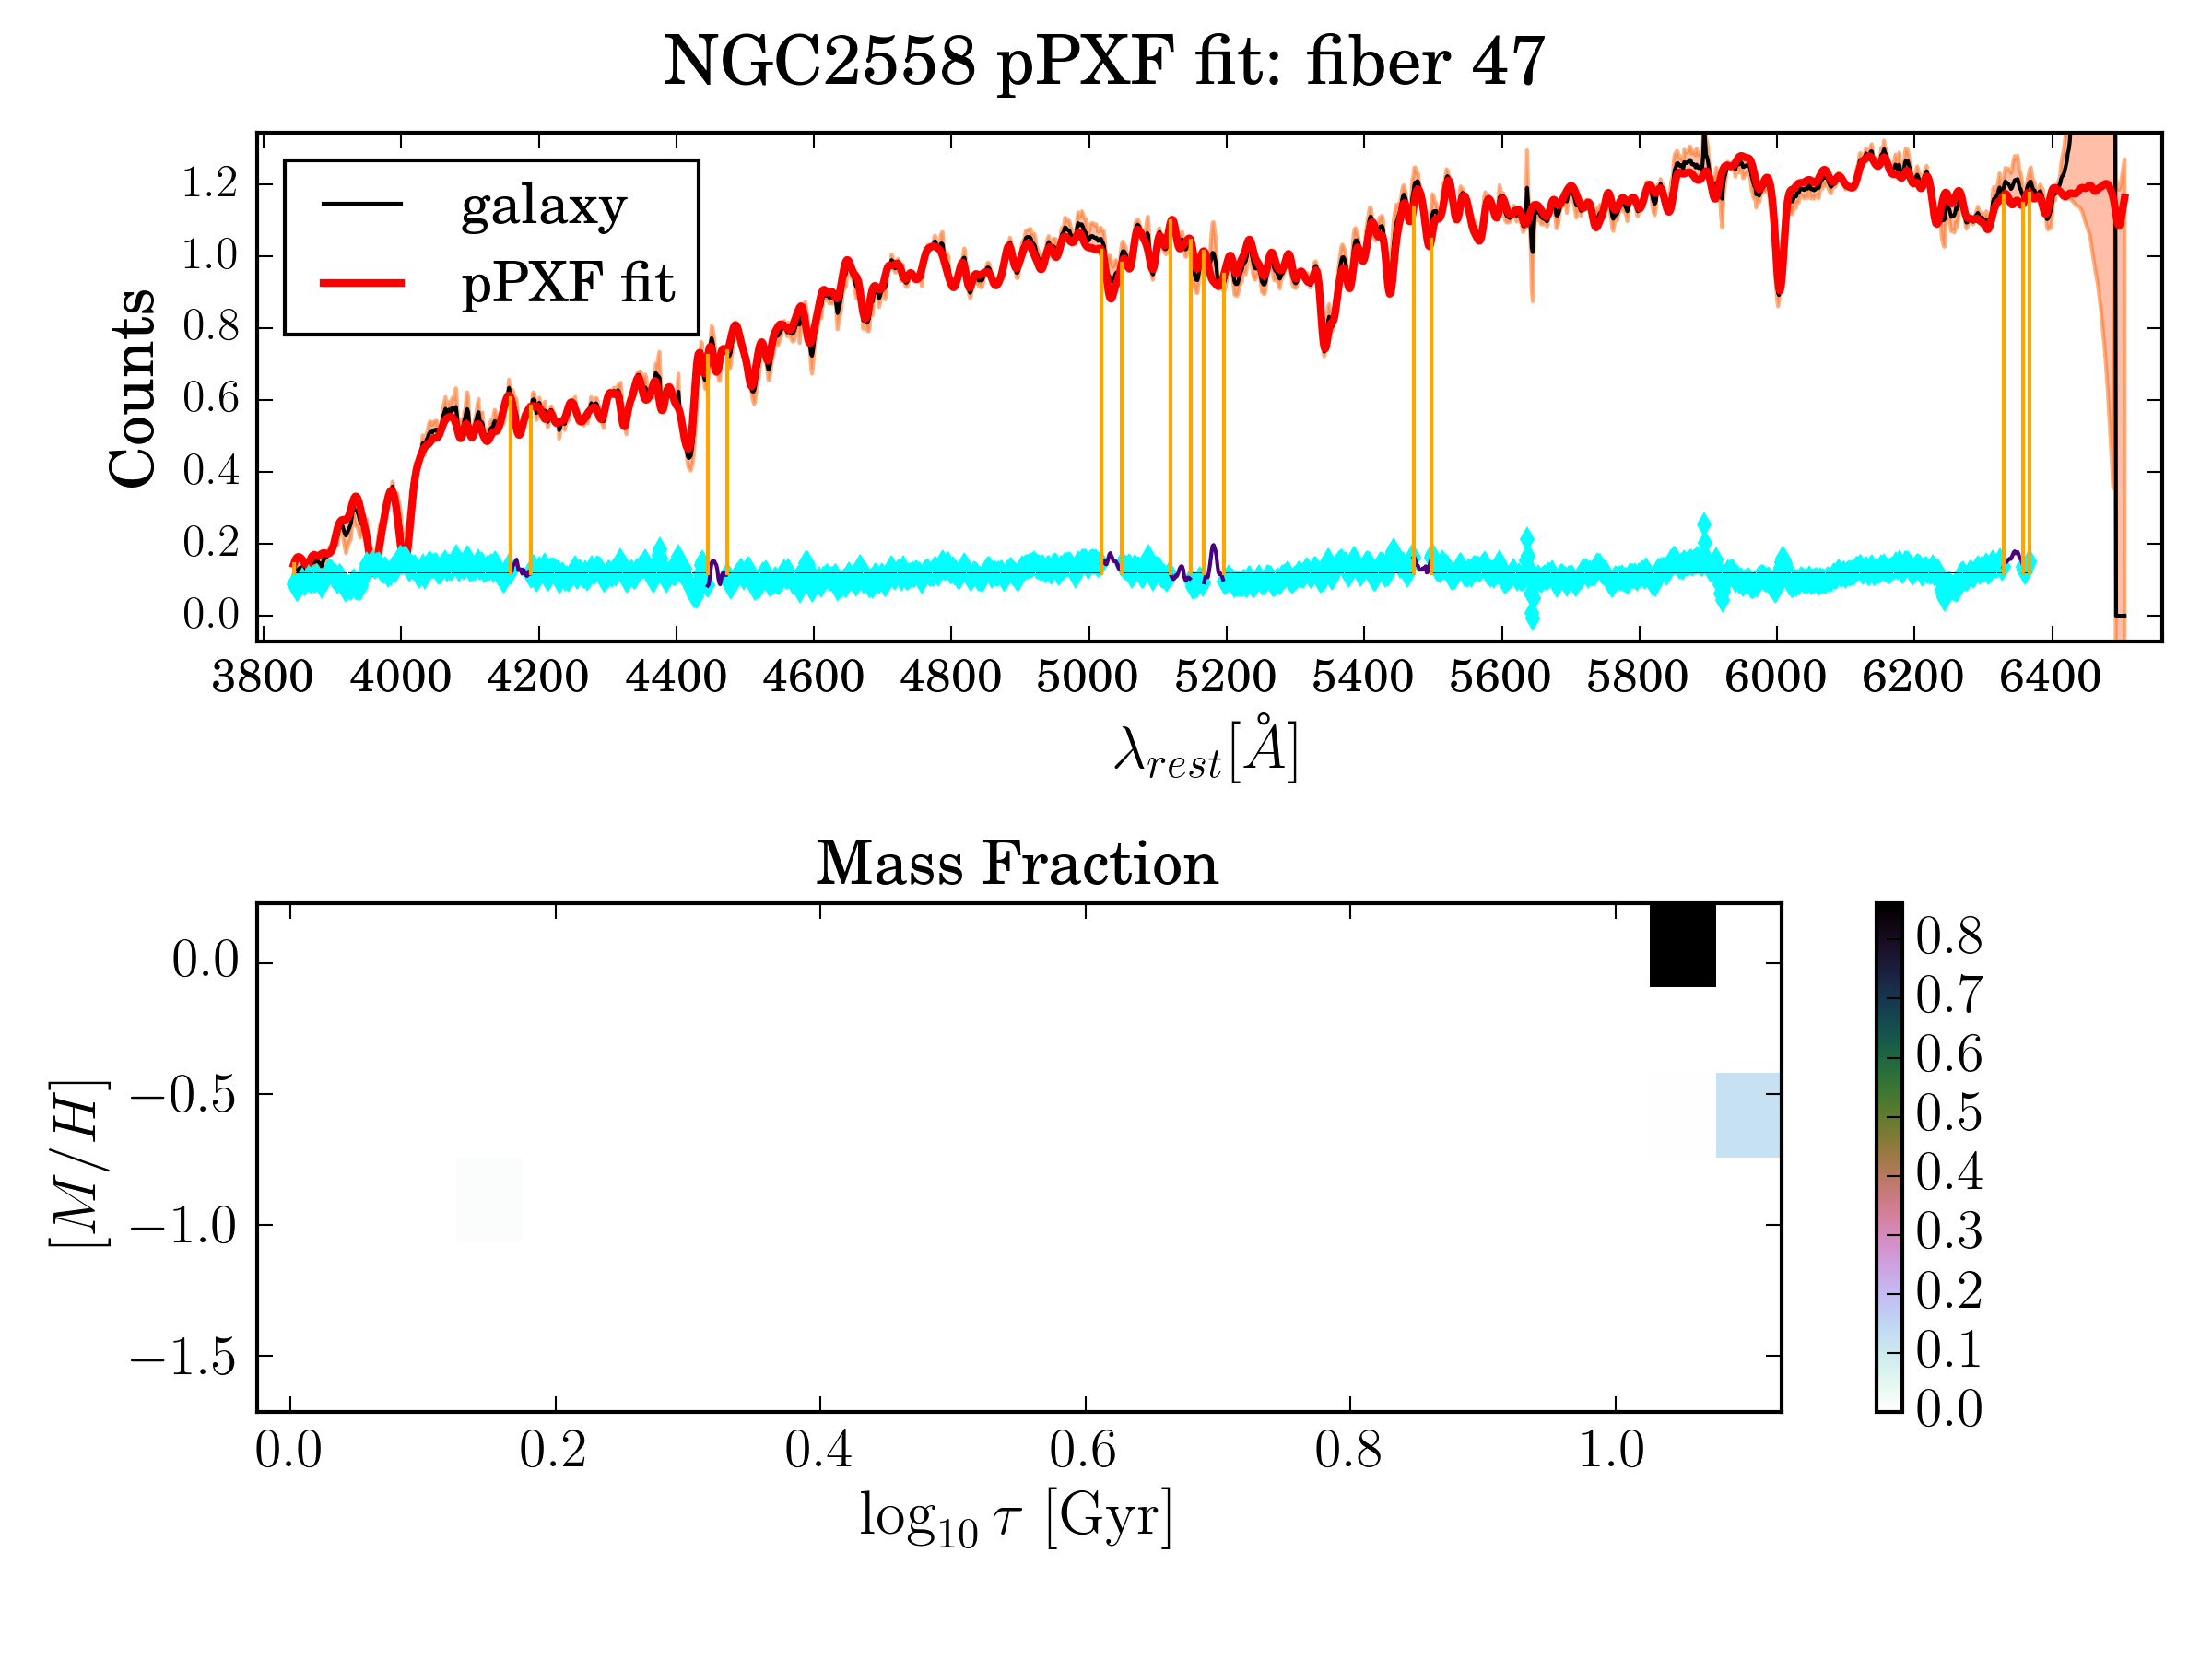 NGC2558 pPXF fit: fiber 47
galaxy
pPXF fit
Counts
1.2
1.0
0.8
0.6
0.4
0.2
0.0
3800 4000 4200 4400 4600 4800 5000 5200 5400 5600 5800 6000 6200 6400
λrest[Å]
Mass Fraction
[M/H]
0.0
−0.5
−1.0
−1.5
0.0 0.2 0.4 0.6 0.8 1.0
log10 τ [Gyr]
0.8
0.7
0.6
0.5
0.4
0.3
0.2
0.1
0.0